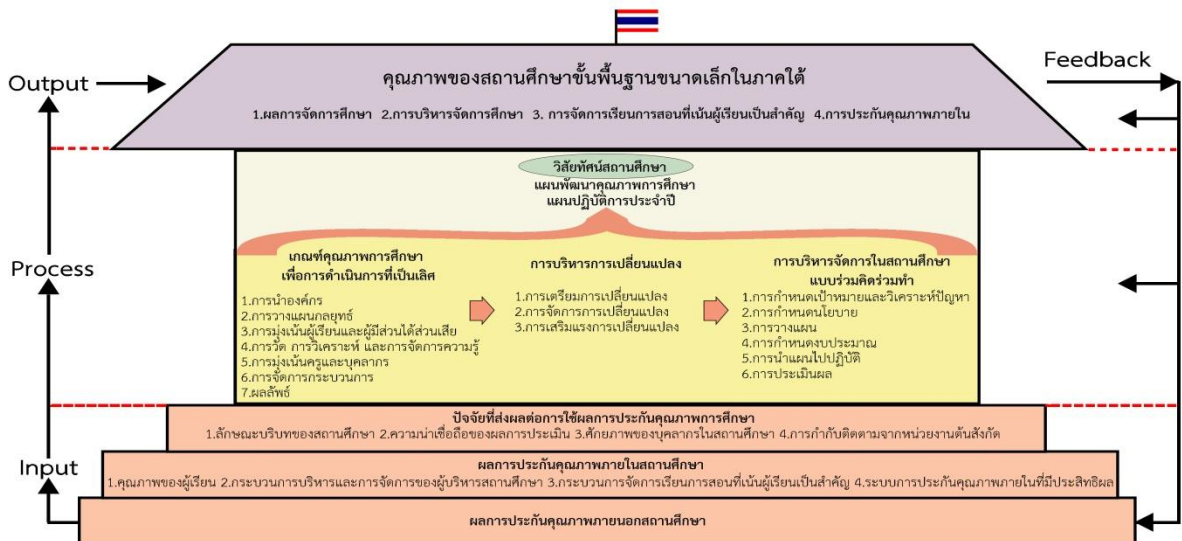 Output
Feedback
คุณภาพของสถานศึกษาขั้นพื้นฐานขนาดเล็กในภาคใต้
1.ผลการจัดการศึกษา 2.การบริหารจัดการศึกษา 3. การจัดการเรียนการสอนที่เน้นผู้เรียนเป็นสำคัญ 4.การประกันคุณภาพภายใน
วิสัยทัศน์สถานศึกษา
แผนพัฒนาคุณภาพการศึกษา
แผนปฏิบัติการประจำปี
Process
เกณฑ์คุณภาพการศึกษา
เพื่อการดำเนินการที่เป็นเลิศ
1.การนำองค์กร
2.การวางแผนกลยุทธ์
3.การมุ่งเน้นผู้เรียนและผู้มีส่วนได้ส่วนเสีย
4.การวัด การวิเคราะห์ และการจัดการความรู้
5.การมุ่งเน้นครูและบุคลากร
6.การจัดการกระบวนการ
7.ผลลัพธ์
การบริหารการเปลี่ยนแปลง
1.การเตรียมการเปลี่ยนแปลง
2.การจัดการการเปลี่ยนแปลง
3.การเสริมแรงการเปลี่ยนแปลง
การบริหารจัดการในสถานศึกษา
แบบร่วมคิดร่วมทำ
1.การกำหนดเป้าหมายและวิเคราะห์ปัญหา
2.การกำหนดนโยบาย
3.การวางแผน
4.การกำหนดงบประมาณ
5.การนำแผนไปปฏิบัติ
6.การประเมินผล
Input
ปัจจัยที่ส่งผลต่อการใช้ผลการประกันคุณภาพการศึกษา
1.ลักษณะบริบทของสถานศึกษา 2.ความน่าเชื่อถือของผลการประเมิน 3.ศักยภาพของบุคลากรในสถานศึกษา 4.การกำกับติดตามจากหน่วยงานต้นสังกัด
ผลการประกันคุณภาพภายในสถานศึกษา
1.คุณภาพของผู้เรียน 2.กระบวนการบริหารและการจัดการของผู้บริหารสถานศึกษา 3.กระบวนการจัดการเรียนการสอนที่เน้นผู้เรียนเป็นสำคัญ 4.ระบบการประกันคุณภาพภายในที่มีประสิทธิผล
ผลการประกันคุณภาพภายนอกสถานศึกษา